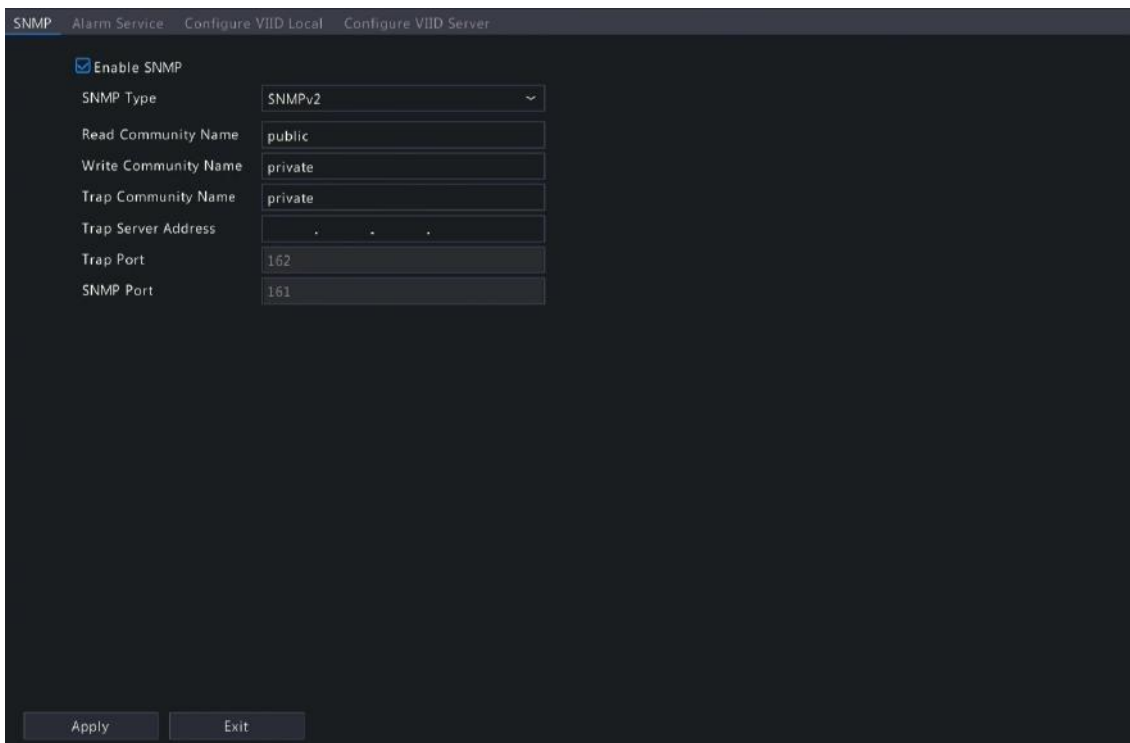 SNMP Alarm Service Configure VIID Local Configure VIID Server
Enable SNMP
SNMP Type SNMPv2
Read Community Name public
Write Community Name private
Trap Community Name private
Trap Server Address . . .
Trap Port 162
SNMP Port 161
Apply Exit